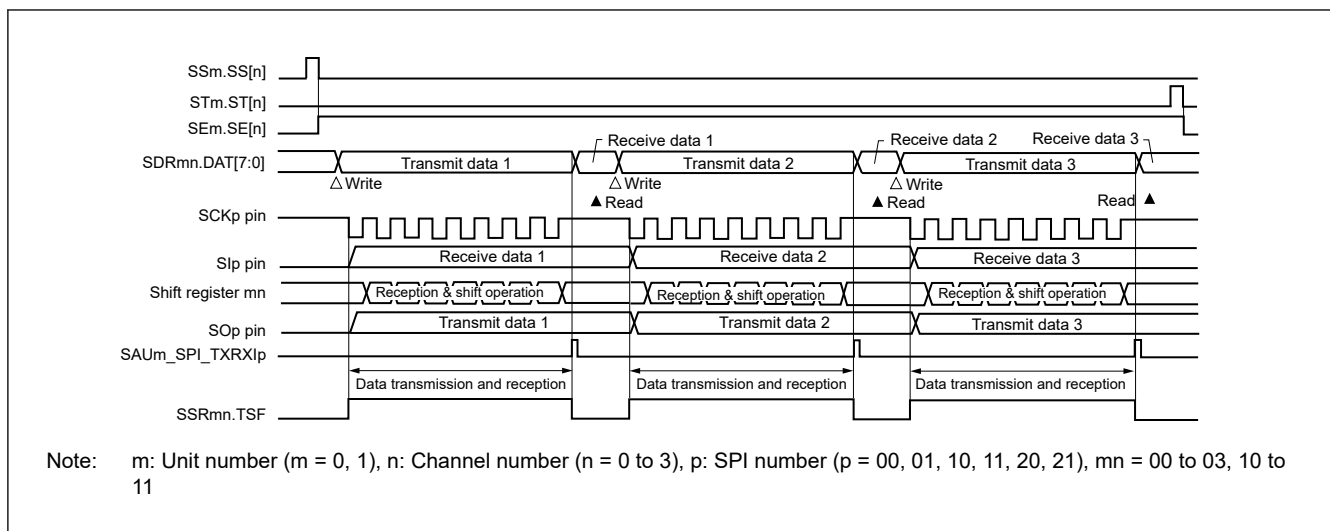 SSm.SS[n]
STm.ST[n]
SEm.SE[n]
Receive data 1 Receive data 2 Receive data 3
SDRmn.DAT[7:0] Transmit data 1 Transmit data 2 Transmit data 3
△Write △Write △Write
▲Read ▲Read Read ▲
SCKp pin
SIp pin Receive data 1 Receive data 2 Receive data 3
Shift register mn Reception & shift operation Reception & shift operation Reception & shift operation
SOp pin Transmit data 1 Transmit data 2 Transmit data 3
SAUm_SPI_TXRXIp
Data transmission and reception Data transmission and reception Data transmission and reception
SSRmn.TSF
Note: m: Unit number (m = 0, 1), n: Channel number (n = 0 to 3), p: SPI number (p = 00, 01, 10, 11, 20, 21), mn = 00 to 03, 10 to
11